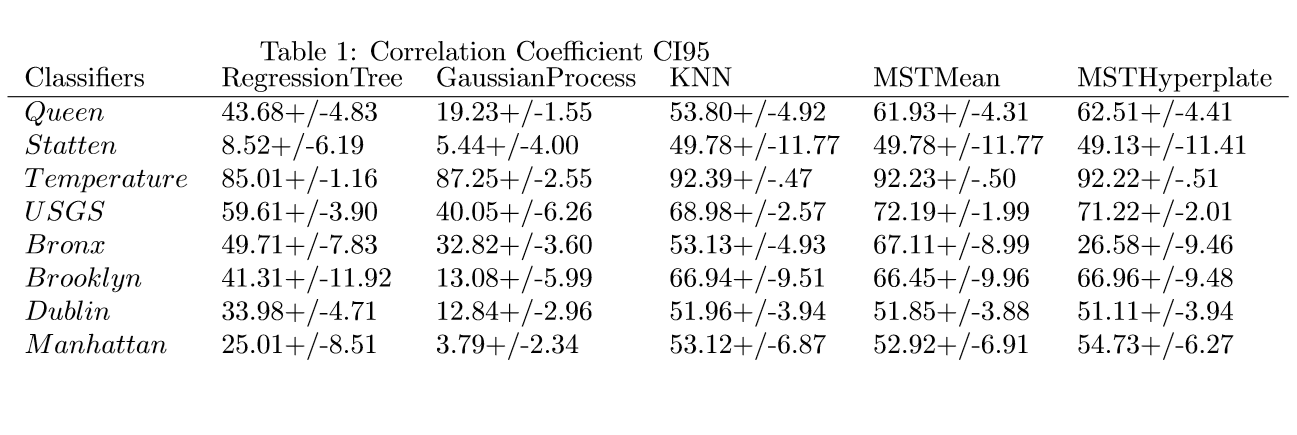 Table 1: Correlation Coefficient CI95
Classifiers RegressionTree GaussianProcess KNN MSTMean MSTHyperplate
Queen 43.68+/-4.83 19.23+/-1.55 53.80+/-4.92 61.93+/-4.31 62.51+/-4.41
Statten 8.52+/-6.19 5.44+/-4.00 49.78+/-11.77 49.78+/-11.77 49.13+/-11.41
Temperature 85.01+/-1.16 87.25+/-2.55 92.39+/-.47 92.23+/-.50 92.22+/-.51
USGS 59.61+/-3.90 40.05+/-6.26 68.98+/-2.57 72.19+/-1.99 71.22+/-2.01
Bronx 49.71+/-7.83 32.82+/-3.60 53.13+/-4.93 67.11+/-8.99 26.58+/-9.46
Brooklyn 41.31+/-11.92 13.08+/-5.99 66.94+/-9.51 66.45+/-9.96 66.96+/-9.48
Dublin 33.98+/-4.71 12.84+/-2.96 51.96+/-3.94 51.85+/-3.88 51.11+/-3.94
Manhattan 25.01+/-8.51 3.79+/-2.34 53.12+/-6.87 52.92+/-6.91 54.73+/-6.27